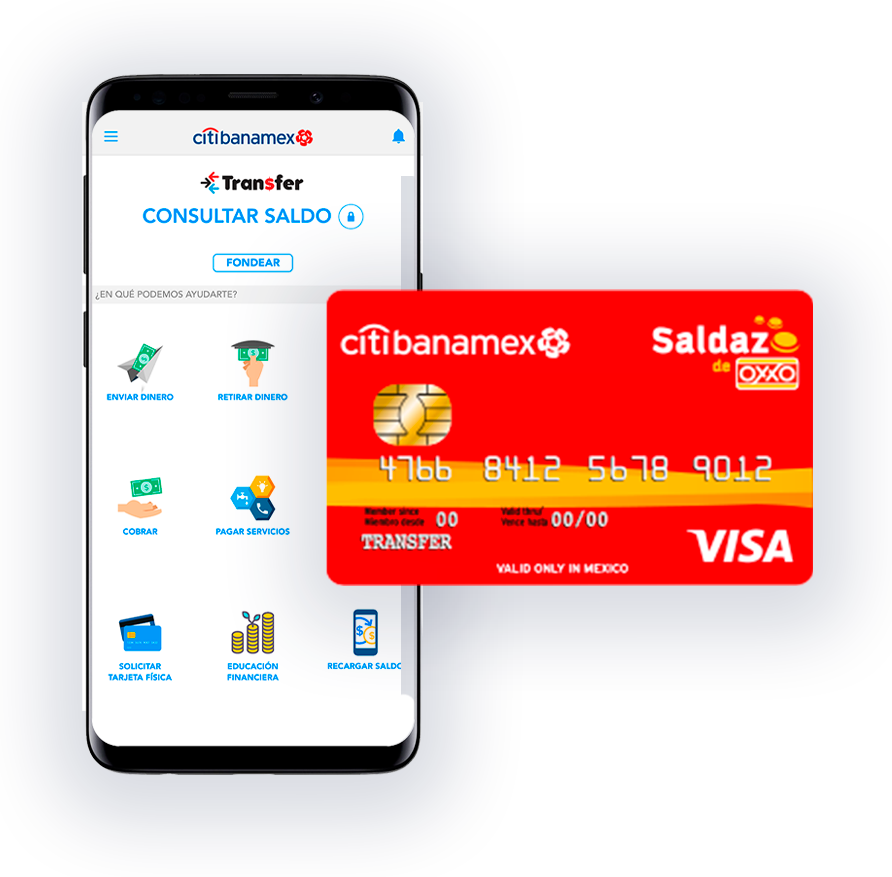 citibanamex
Transfer
CONSULTAR SALDO
FONDEAR
¿EN QUÉ PODEMOS AYUDARTE?
ENVIAR DINERO
RETIRAR DINERO
COBRAR
PAGAR SERVICIOS
SOLICITAR
TARJETA FÍSICA
EDUCACIÓN
FINANCIERA
RECARGAR SALDO
citibanamex
Saldazo
de OXXO
4766 8412 5678 9012
Member since
Miembro desde 00
Valid thru/
Vence hasta 00/00
TRANSFER
VISA
VALID ONLY IN MEXICO